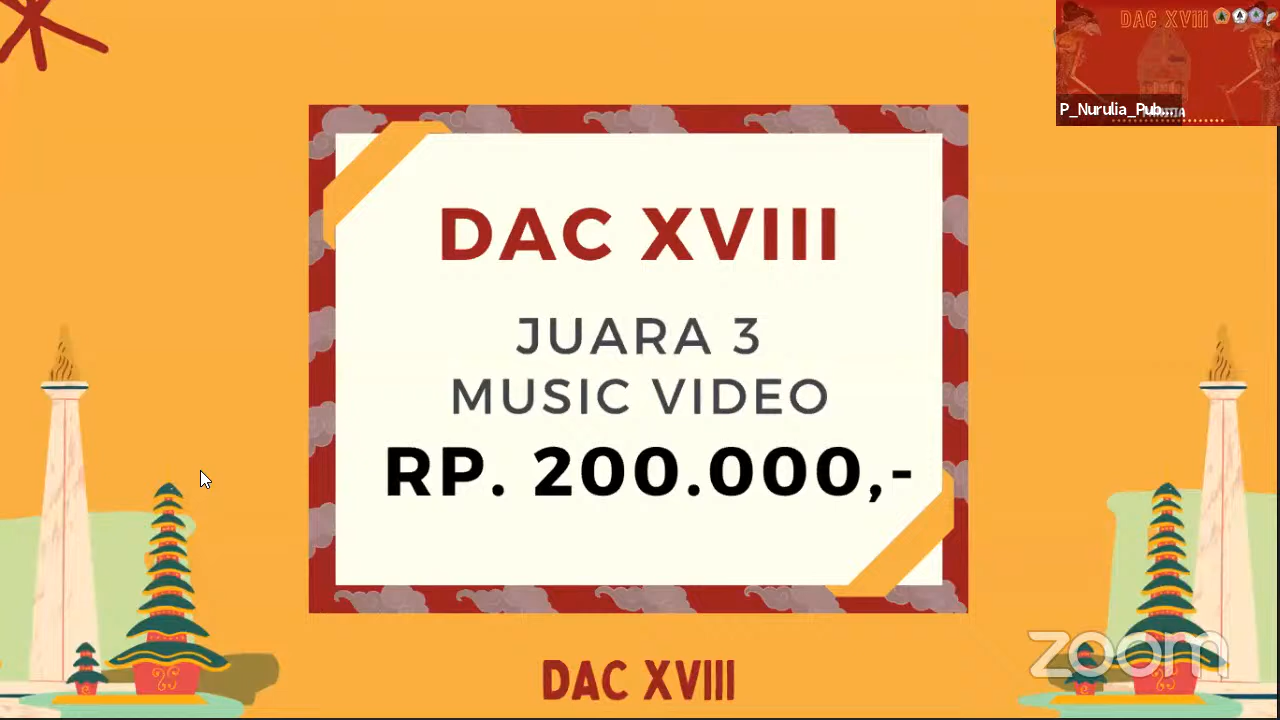 DAC XVIII
P_Nurulia_Pub...
DAC XVIII
JUARA 3
MUSIC VIDEO
RP. 200.000,-
DAC XVIII
zoom